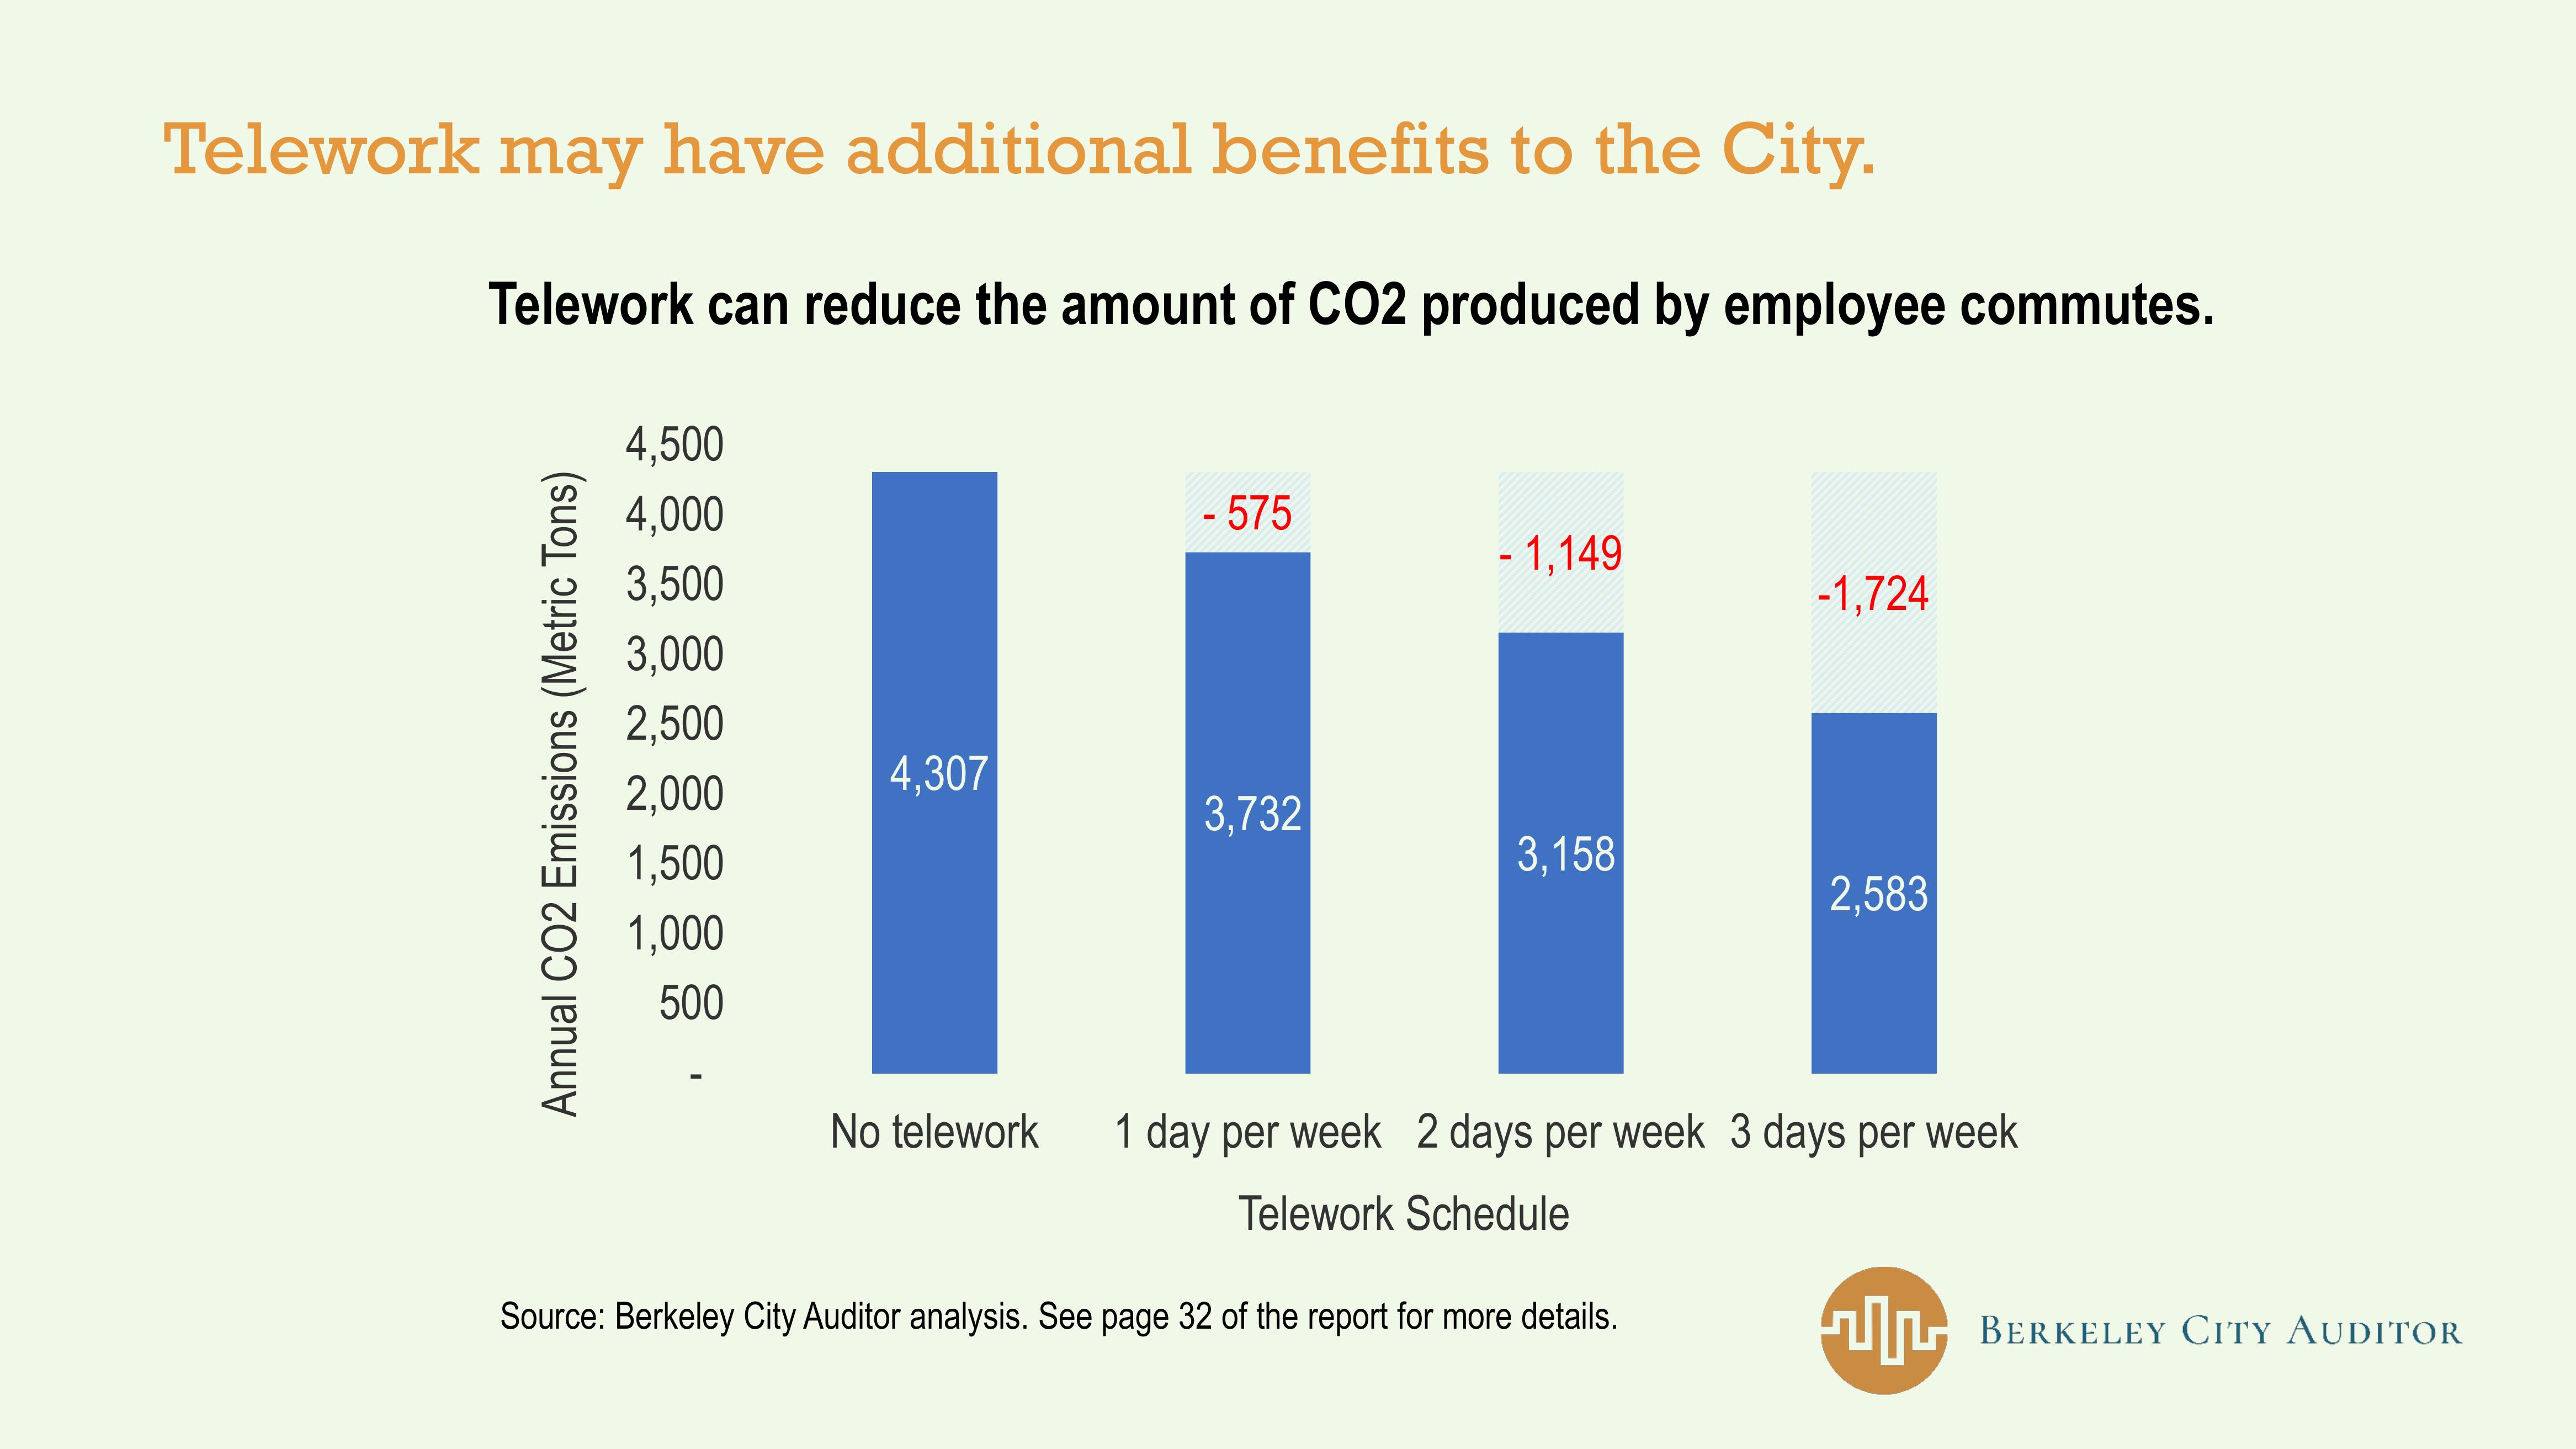 Telework may have additional benefits to the City.
Telework can reduce the amount of CO2 produced by employee commutes.
Annual CO2 Emissions (Metric Tons)
4,500
4,000
3,500
3,000
2,500
2,000
1,500
1,000
500
-
4,307
- 575
3,732
- 1,149
3,158
-1,724
2,583
No telework
1 day per week
2 days per week
3 days per week
Telework Schedule
Source: Berkeley City Auditor analysis. See page 32 of the report for more details.
BERKELEY CITY AUDITOR